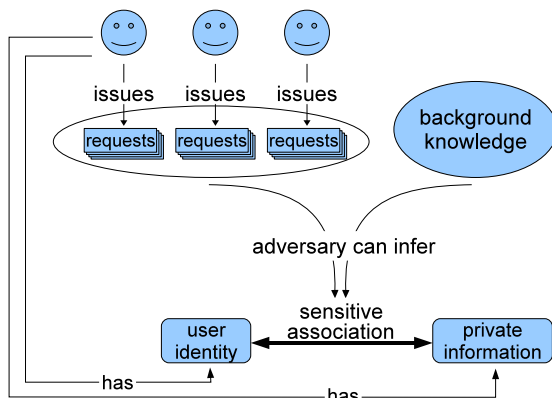 issues issues issues
requests requests requests
background
knowledge
adversary can infer
sensitive
association
user
identity
private
information
has
has